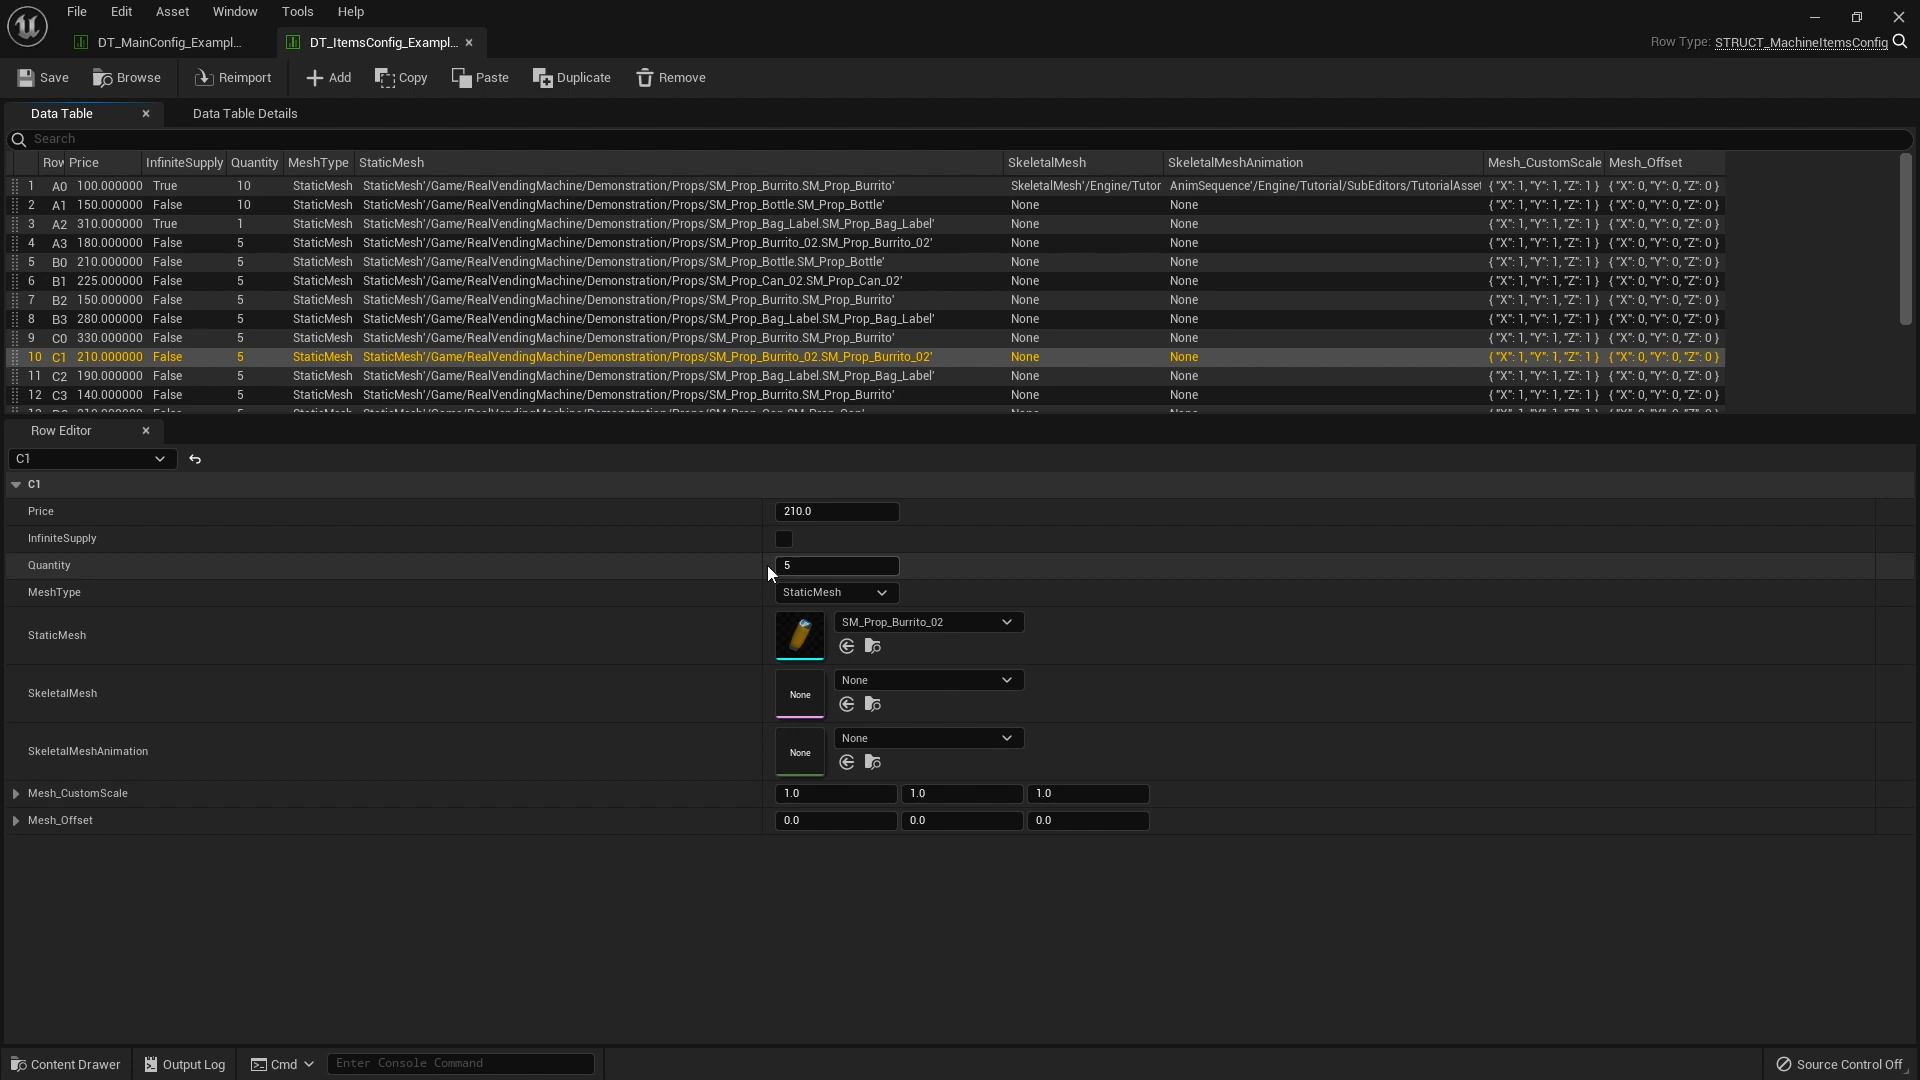 File Edit Asset Window Tools Help
DT_MainConfig_Exampl... DT_ItemsConfig_Exampl... Row Type: STRUCT_MachineItemsConfig
Save Browse Reimport Add Copy Paste Duplicate Remove
Data Table Data Table Details
Search
Row Price InfiniteSupply Quantity MeshType StaticMesh SkeletalMesh SkeletalMeshAnimation Mesh_CustomScale Mesh_Offset
1 A0 100.000000 True 10 StaticMesh StaticMesh'/Game/RealVendingMachine/Demonstration/Props/SM_Prop_Burrito.SM_Prop_Burrito' SkeletalMesh'/Engine/Tutor AnimSequence'/Engine/Tutorial/SubEditors/TutorialAsset { "X": 1, "Y": 1, "Z": 1 } { "X": 0, "Y": 0, "Z": 0 }
2 A1 150.000000 False 10 StaticMesh StaticMesh'/Game/RealVendingMachine/Demonstration/Props/SM_Prop_Bottle.SM_Prop_Bottle' None None { "X": 1, "Y": 1, "Z": 1 } { "X": 0, "Y": 0, "Z": 0 }
3 A2 310.000000 True 1 StaticMesh StaticMesh'/Game/RealVendingMachine/Demonstration/Props/SM_Prop_Bag_Label.SM_Prop_Bag_Label' None None { "X": 1, "Y": 1, "Z": 1 } { "X": 0, "Y": 0, "Z": 0 }
4 A3 180.000000 False 5 StaticMesh StaticMesh'/Game/RealVendingMachine/Demonstration/Props/SM_Prop_Burrito_02.SM_Prop_Burrito_02' None None { "X": 1, "Y": 1, "Z": 1 } { "X": 0, "Y": 0, "Z": 0 }
5 B0 210.000000 False 5 StaticMesh StaticMesh'/Game/RealVendingMachine/Demonstration/Props/SM_Prop_Bottle.SM_Prop_Bottle' None None { "X": 1, "Y": 1, "Z": 1 } { "X": 0, "Y": 0, "Z": 0 }
6 B1 225.000000 False 5 StaticMesh StaticMesh'/Game/RealVendingMachine/Demonstration/Props/SM_Prop_Can_02.SM_Prop_Can_02' None None { "X": 1, "Y": 1, "Z": 1 } { "X": 0, "Y": 0, "Z": 0 }
7 B2 150.000000 False 5 StaticMesh StaticMesh'/Game/RealVendingMachine/Demonstration/Props/SM_Prop_Burrito.SM_Prop_Burrito' None None { "X": 1, "Y": 1, "Z": 1 } { "X": 0, "Y": 0, "Z": 0 }
8 B3 280.000000 False 5 StaticMesh StaticMesh'/Game/RealVendingMachine/Demonstration/Props/SM_Prop_Bag_Label.SM_Prop_Bag_Label' None None { "X": 1, "Y": 1, "Z": 1 } { "X": 0, "Y": 0, "Z": 0 }
9 C0 330.000000 False 5 StaticMesh StaticMesh'/Game/RealVendingMachine/Demonstration/Props/SM_Prop_Burrito.SM_Prop_Burrito' None None { "X": 1, "Y": 1, "Z": 1 } { "X": 0, "Y": 0, "Z": 0 }
10 C1 210.000000 False 5 StaticMesh StaticMesh'/Game/RealVendingMachine/Demonstration/Props/SM_Prop_Burrito_02.SM_Prop_Burrito_02' None None { "X": 1, "Y": 1, "Z": 1 } { "X": 0, "Y": 0, "Z": 0 }
11 C2 190.000000 False 5 StaticMesh StaticMesh'/Game/RealVendingMachine/Demonstration/Props/SM_Prop_Bag_Label.SM_Prop_Bag_Label' None None { "X": 1, "Y": 1, "Z": 1 } { "X": 0, "Y": 0, "Z": 0 }
12 C3 140.000000 False 5 StaticMesh StaticMesh'/Game/RealVendingMachine/Demonstration/Props/SM_Prop_Burrito.SM_Prop_Burrito' None None { "X": 1, "Y": 1, "Z": 1 } { "X": 0, "Y": 0, "Z": 0 }
Row Editor
C1
C1
Price 210.0
InfiniteSupply
Quantity 5
MeshType StaticMesh
StaticMesh SM_Prop_Burrito_02
SkeletalMesh None None
SkeletalMeshAnimation None None
Mesh_CustomScale 1.0 1.0 1.0
Mesh_Offset 0.0 0.0 0.0
Content Drawer Output Log Cmd Enter Console Command Source Control Off